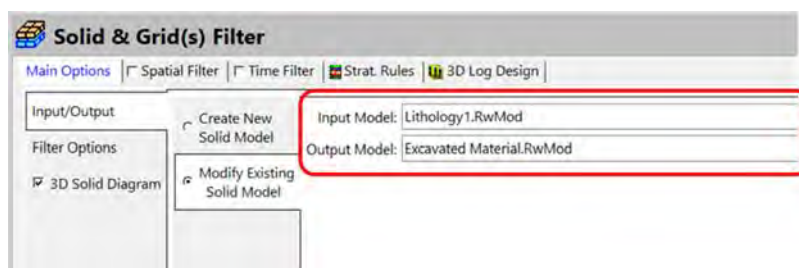 Solid & Grid(s) Filter
Main Options Spatial Filter Time Filter Strat. Rules 3D Log Design
Input/Output
Filter Options
3D Solid Diagram
Create New
Solid Model
Modify Existing
Solid Model
Input Model: Lithology1.RwMod
Output Model: Excavated Material.RwMod